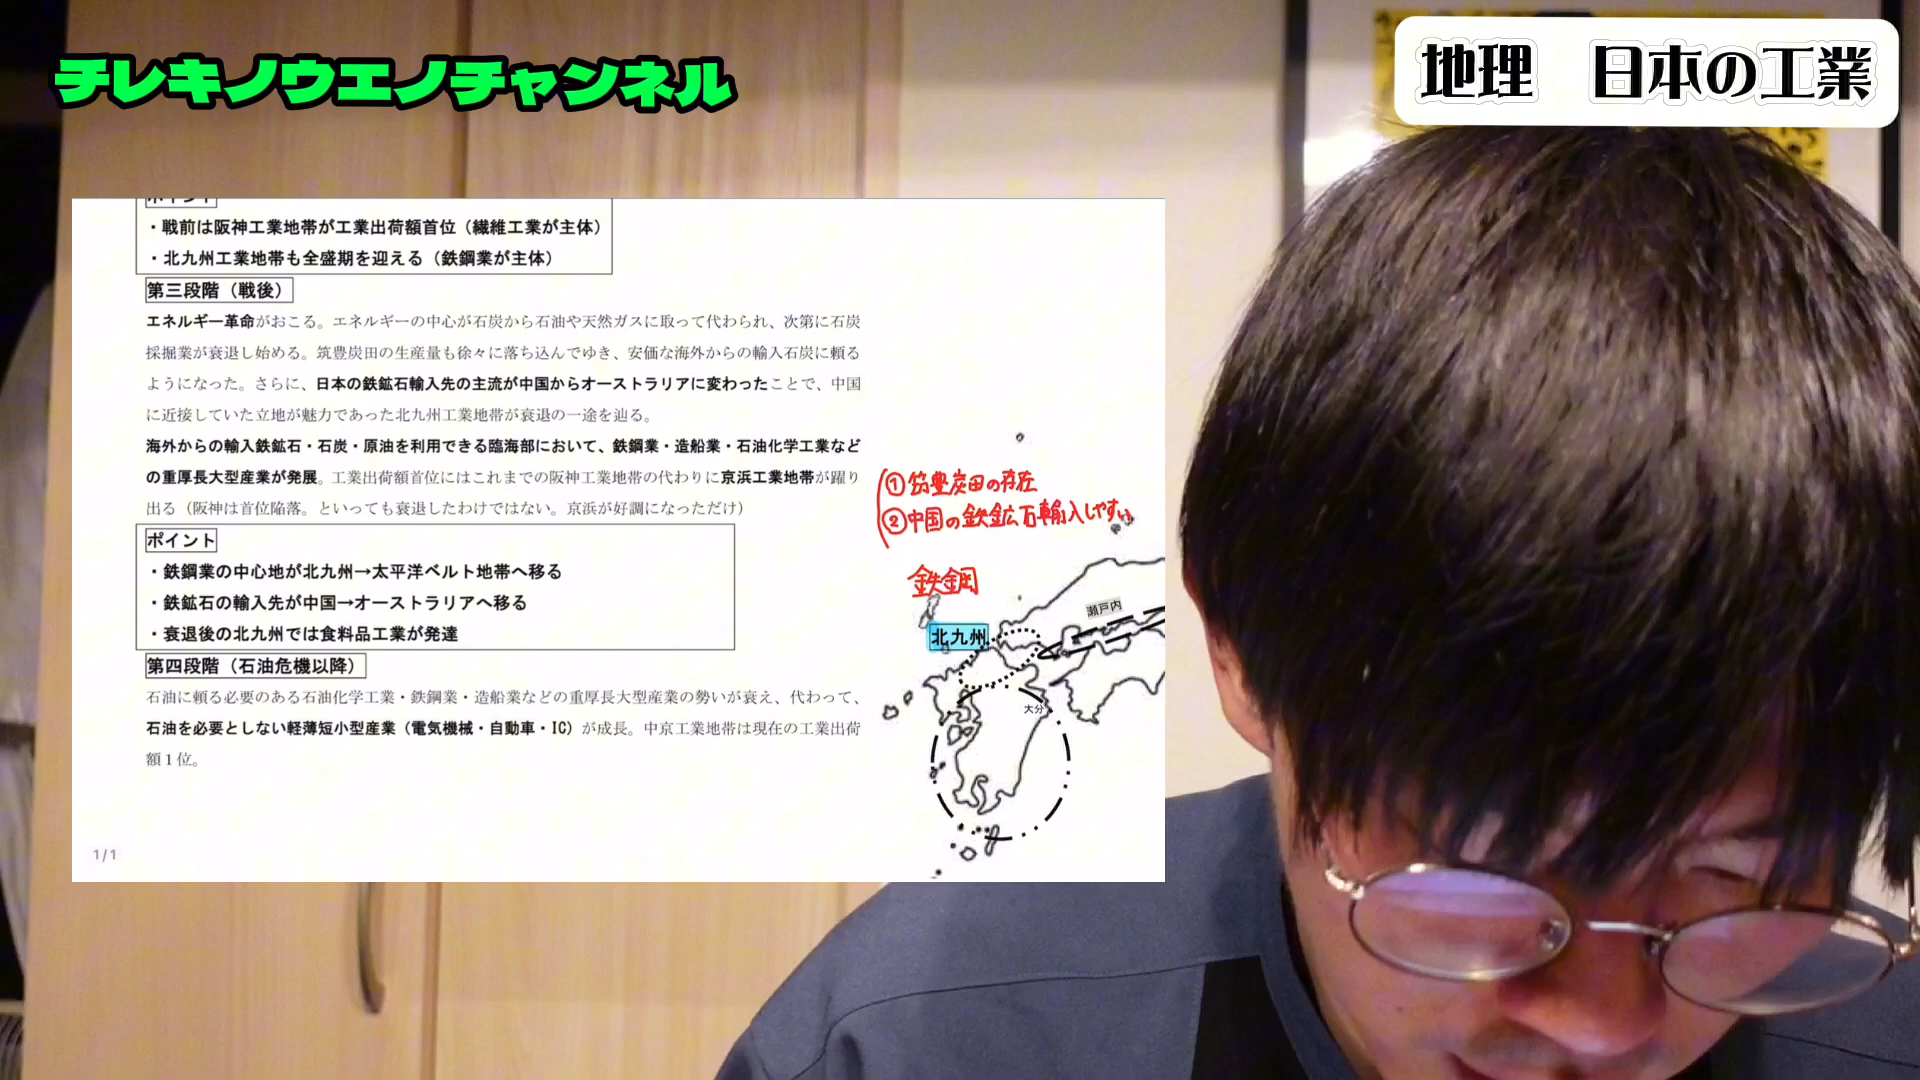 チレキノウエノチャンネル
地理　日本の工業
ポイント
・戦前は阪神工業地帯が工業出荷額首位（繊維工業が主体）
・北九州工業地帯も全盛期を迎える（鉄鋼業が主体）
第三段階（戦後）
エネルギー革命がおこる。エネルギーの中心が石炭から石油や天然ガスに取って代わられ、次第に石炭
採掘業が衰退し始める。筑豊炭田の生産量も徐々に落ち込んでゆき、安価な海外からの輸入石炭に頼る
ようになった。さらに、日本の鉄鉱石輸入先の主流が中国からオーストラリアに変わったことで、中国
に近接していた立地が魅力であった北九州工業地帯が衰退の一途を辿る。
海外からの輸入鉄鉱石・石炭・原油を利用できる臨海部において、鉄鋼業・造船業・石油化学工業など
の重厚長大型産業が発展。工業出荷額首位にはこれまでの阪神工業地帯の代わりに京浜工業地帯が躍り
出る（阪神は首位陥落。といっても衰退したわけではない。京浜が好調になっただけ）
ポイント
・鉄鋼業の中心地が北九州→太平洋ベルト地帯へ移る
・鉄鉱石の輸入先が中国→オーストラリアへ移る
・衰退後の北九州では食料品工業が発達
第四段階（石油危機以降）
石油に頼る必要のある石油化学工業・鉄鋼業・造船業などの重厚長大型産業の勢いが衰え、代わって、
石油を必要としない軽薄短小型産業（電気機械・自動車・IC）が成長。中京工業地帯は現在の工業出荷
額１位。
1/1
①筑豊炭田の存在
②中国の鉄鉱石輸入しやすい
鉄鋼
瀬戸内
北九州
大分